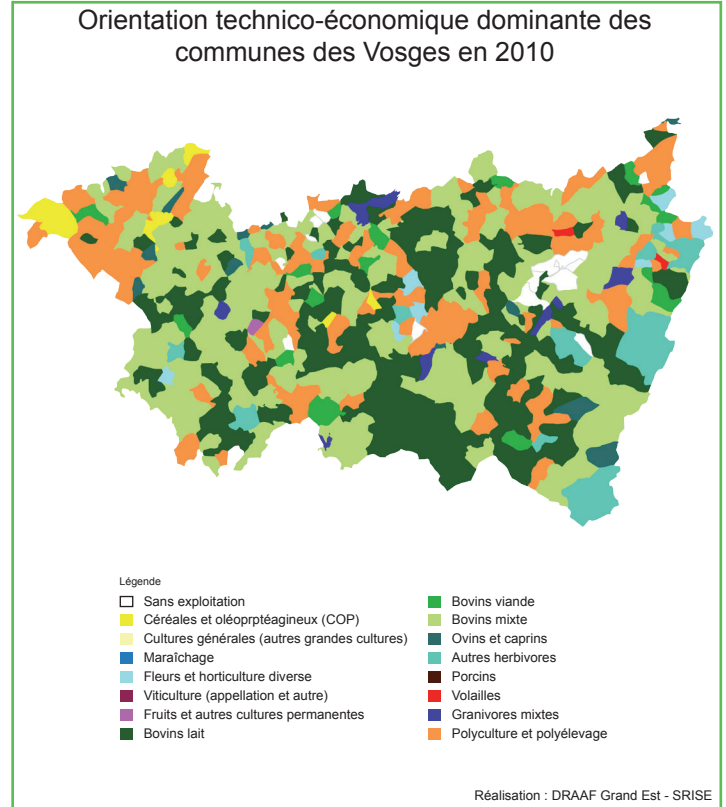 Orientation technico-économique dominante des
communes des Vosges en 2010
Légende
Sans exploitation
Céréales et oléoprptéagineux (COP)
Cultures générales (autres grandes cultures)
Maraîchage
Fleurs et horticulture diverse
Viticulture (appellation et autre)
Fruits et autres cultures permanentes
Bovins lait
Bovins viande
Bovins mixte
Ovins et caprins
Autres herbivores
Porcins
Volailles
Granivores mixtes
Polyculture et polyélevage
Réalisation : DRAAF Grand Est - SRISE